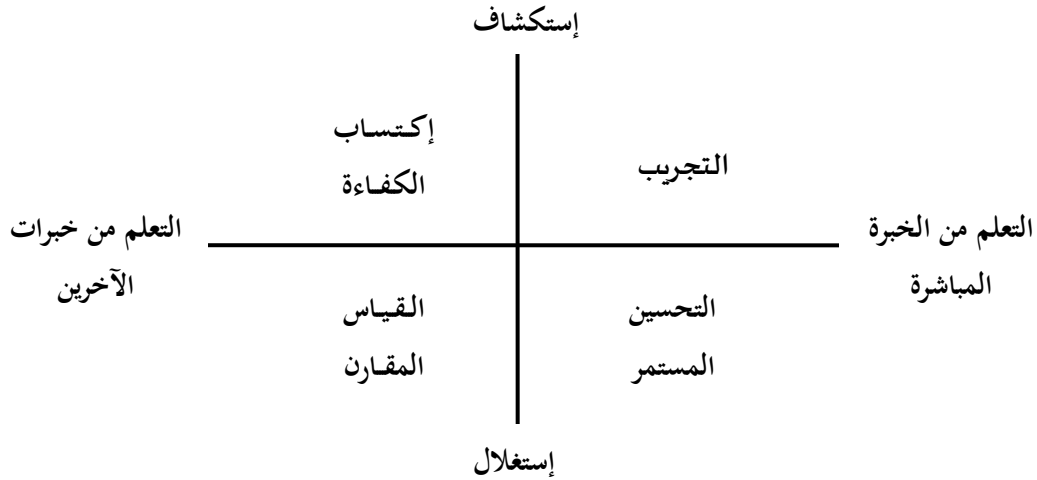 إستكشاف
إكتساب
الكفاءة
التجريب
التعلم من الخبرة
المباشرة
التعلم من خبرات
الآخرين
التحسين
المستمر
القياس
المقارن
إستغلال